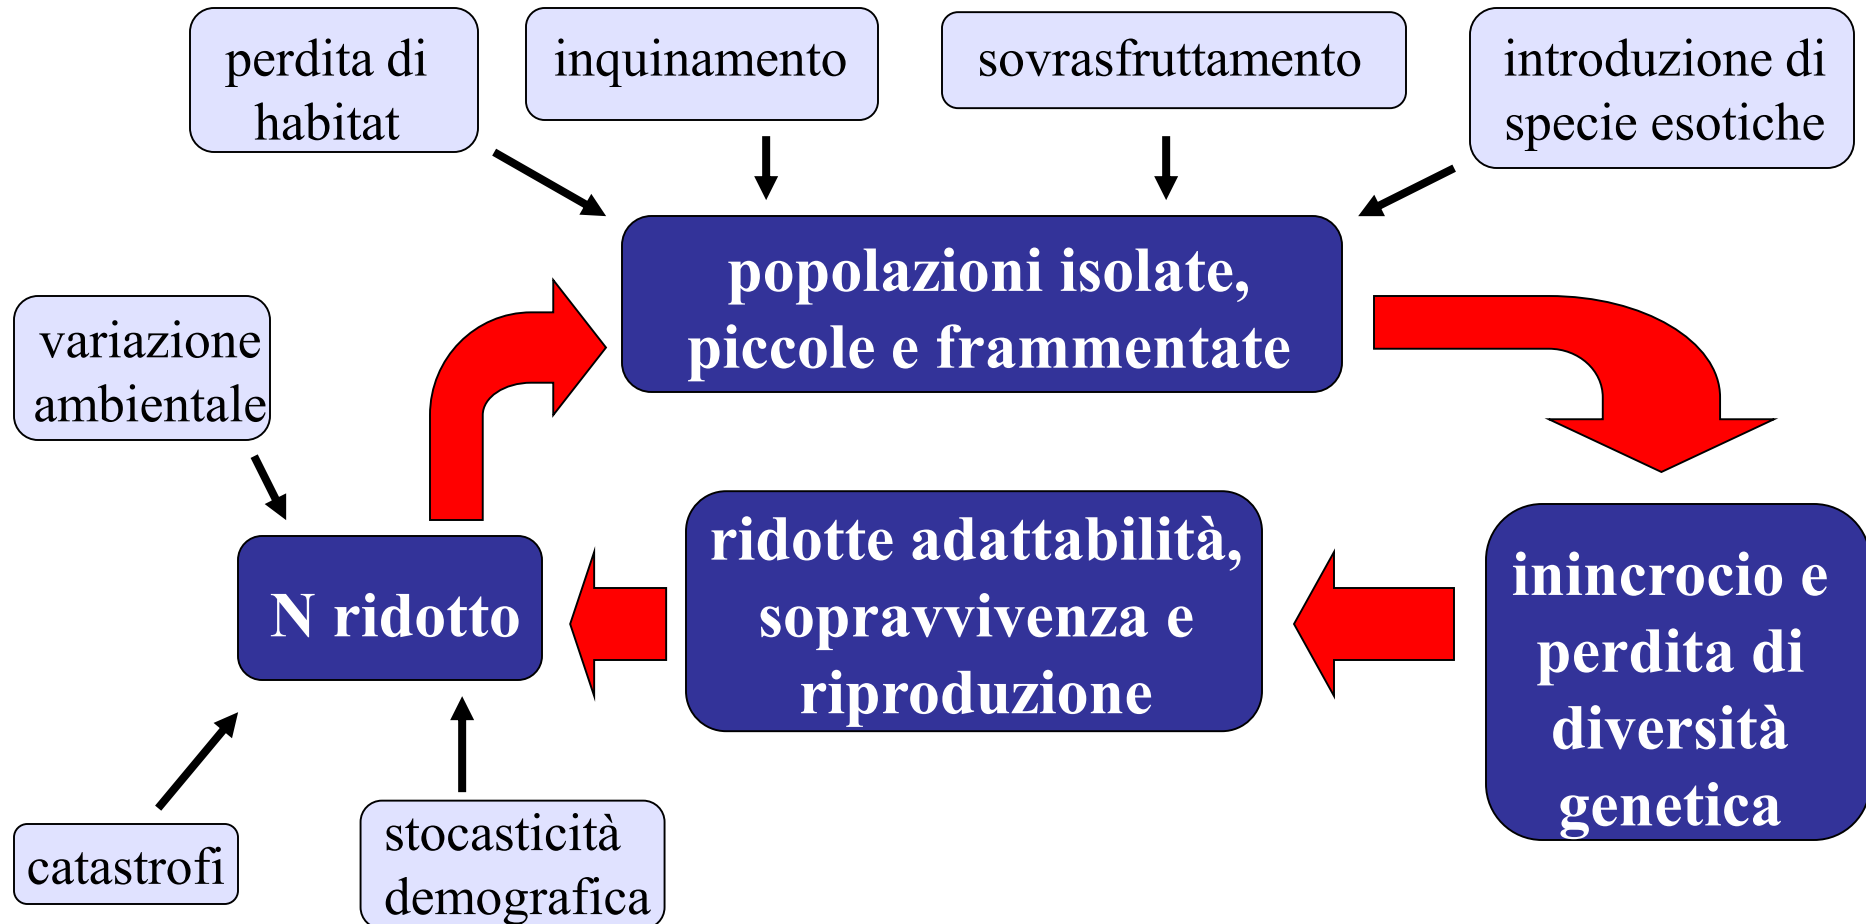 perdita di
habitat
inquinamento
sovrasfruttamento
introduzione di
specie esotiche
popolazioni isolate,
piccole e frammentate
variazione
ambientale
N ridotto
ridotte adattabilità,
sopravvivenza e
riproduzione
inincrocio e
perdita di
diversità
genetica
catastrofi
stocasticità
demografica